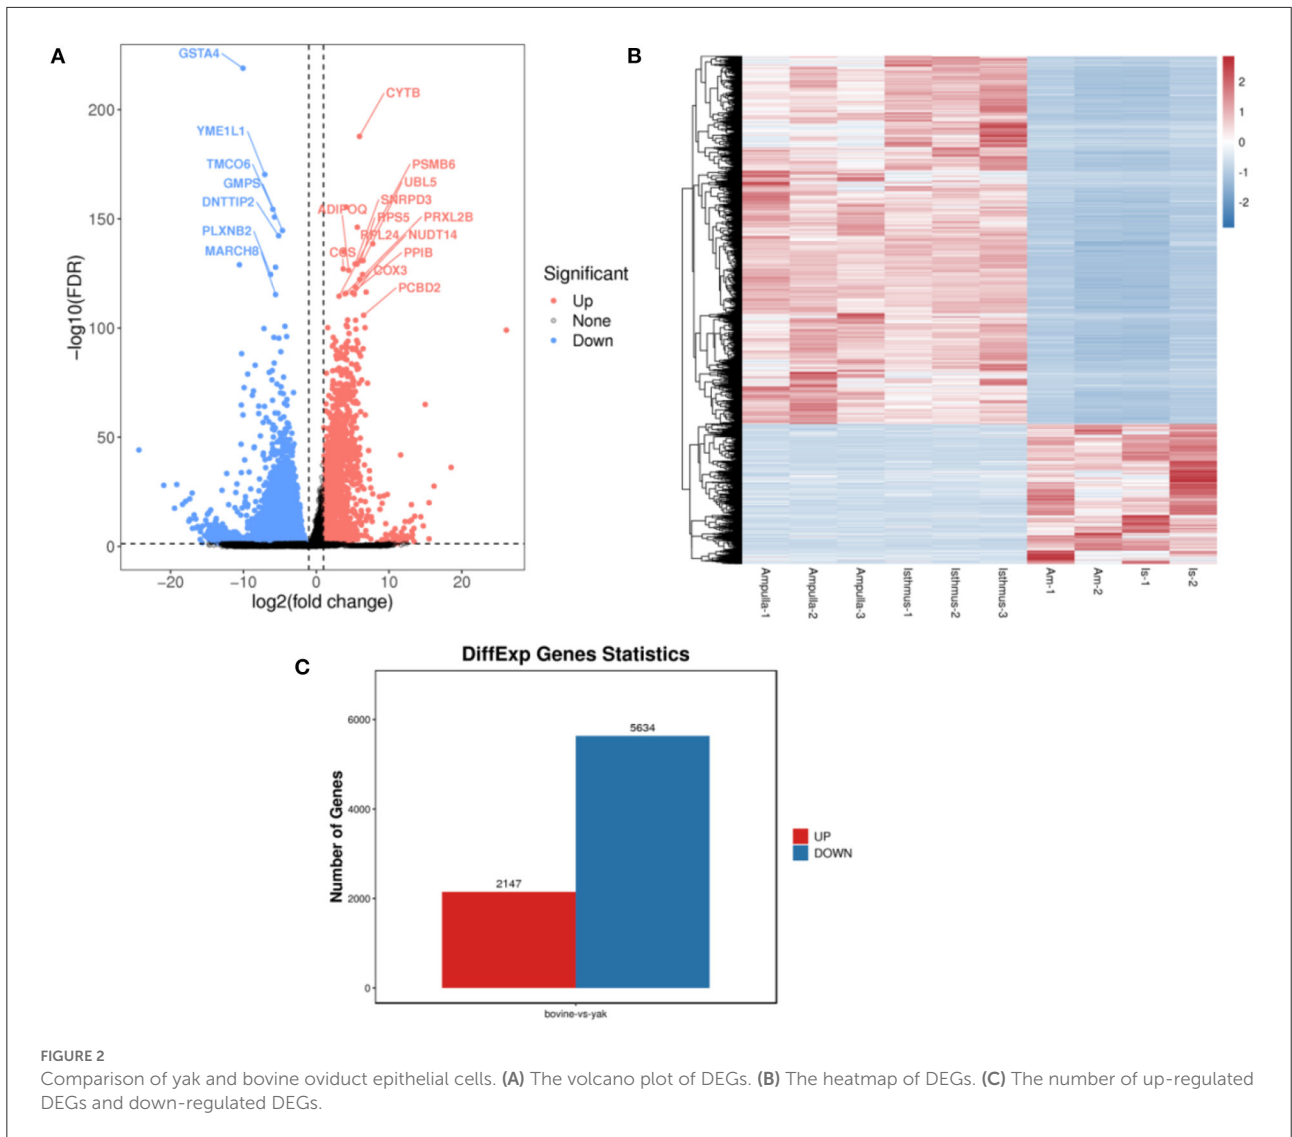 A
GSTA4
CYTB
YME1L1
TMCO6
GMPS
DNTTIP2
PLXNB2
MARCH8
PSMB6
UBL5
SNRPD3
ADIPOQ
RPS5
PRXL2B
RPL24
NUDT14
CGS
PPIB
COX3
PCBD2
200
150
100
50
0
−log10(FDR)
−20
−10
0
10
20
log2(fold change)
Significant
Up
None
Down
B
2
1
0
-1
-2
Ampulla-1
Ampulla-2
Ampulla-3
Isthmus-1
Isthmus-2
Isthmus-3
Am-1
Am-2
Is-1
Is-2
C
DiffExp Genes Statistics
6000
4000
2000
0
Number of Genes
2147
5634
bovine-vs-yak
UP
DOWN
FIGURE 2
Comparison of yak and bovine oviduct epithelial cells. (A) The volcano plot of DEGs. (B) The heatmap of DEGs. (C) The number of up-regulated
DEGs and down-regulated DEGs.